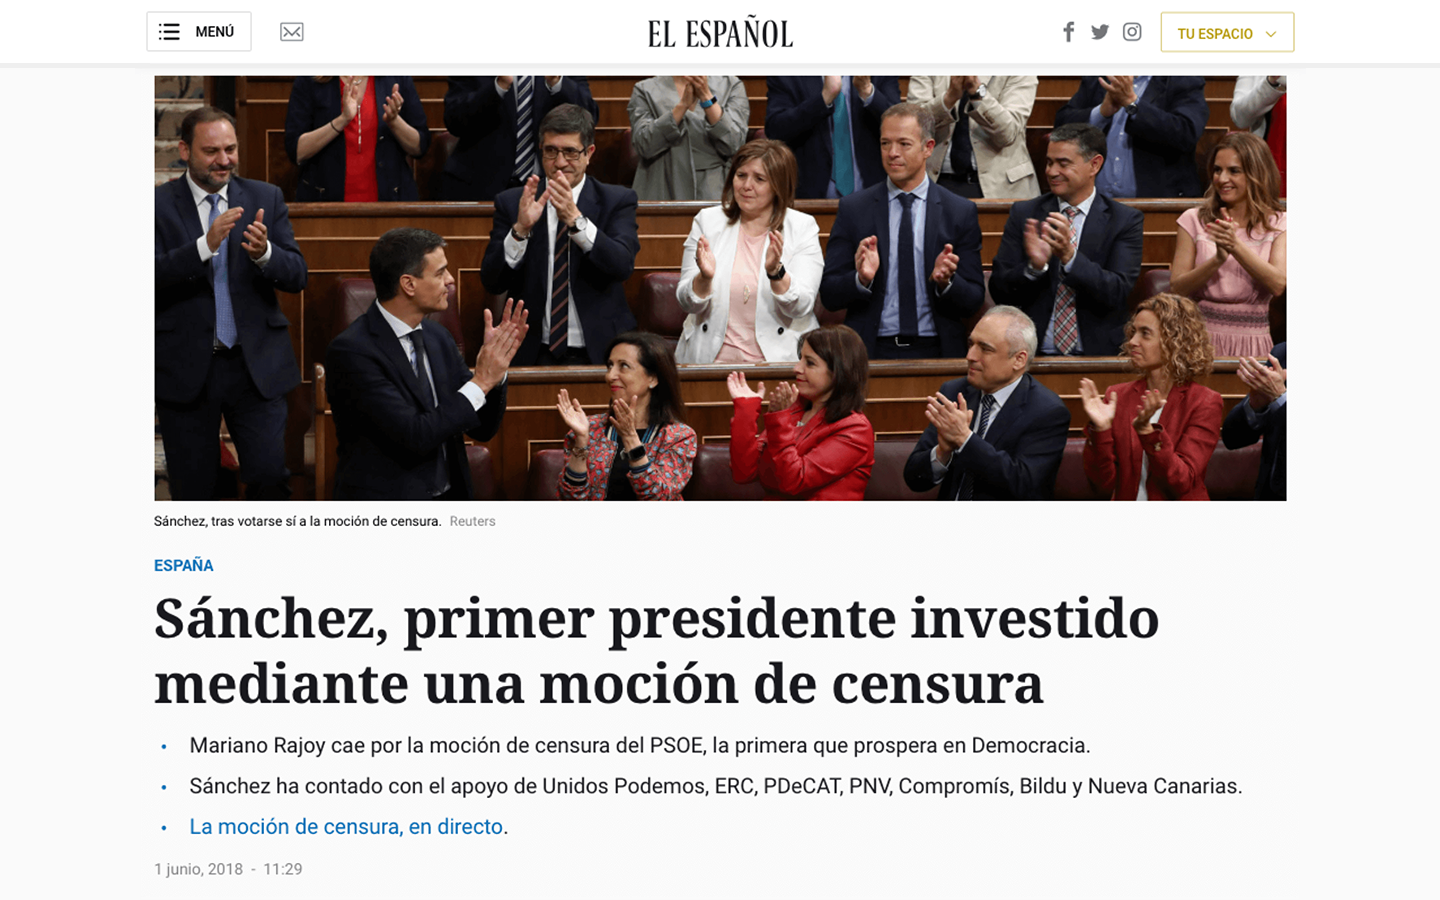 MENÚ
EL ESPAÑOL
TU ESPACIO
Sánchez, tras votarse sí a la moción de censura. Reuters
ESPAÑA
Sánchez, primer presidente investido
mediante una moción de censura
• Mariano Rajoy cae por la moción de censura del PSOE, la primera que prospera en Democracia.
• Sánchez ha contado con el apoyo de Unidos Podemos, ERC, PDeCAT, PNV, Compromís, Bildu y Nueva Canarias.
• La moción de censura, en directo.
1 junio, 2018 - 11:29